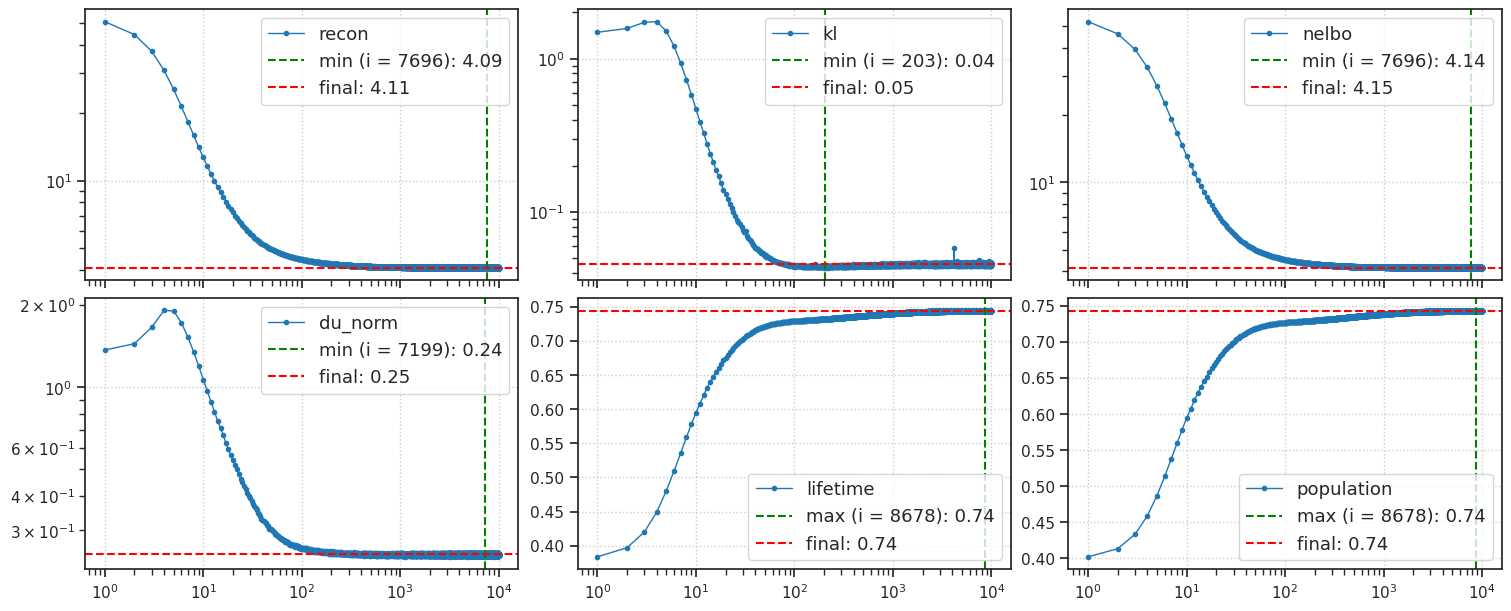 10¹
recon
min (i = 7696): 4.09
final: 4.11
10⁰
10⁻¹
kl
min (i = 203): 0.04
final: 0.05
10¹
nelbo
min (i = 7696): 4.14
final: 4.15
2 × 10⁰
10⁰
6 × 10⁻¹
4 × 10⁻¹
3 × 10⁻¹
du_norm
min (i = 7199): 0.24
final: 0.25
10⁰ 10¹ 10² 10³ 10⁴
0.75
0.70
0.65
0.60
0.55
0.50
0.45
0.40
lifetime
max (i = 8678): 0.74
final: 0.74
10⁰ 10¹ 10² 10³ 10⁴
0.75
0.70
0.65
0.60
0.55
0.50
0.45
0.40
population
max (i = 8678): 0.74
final: 0.74
10⁰ 10¹ 10² 10³ 10⁴